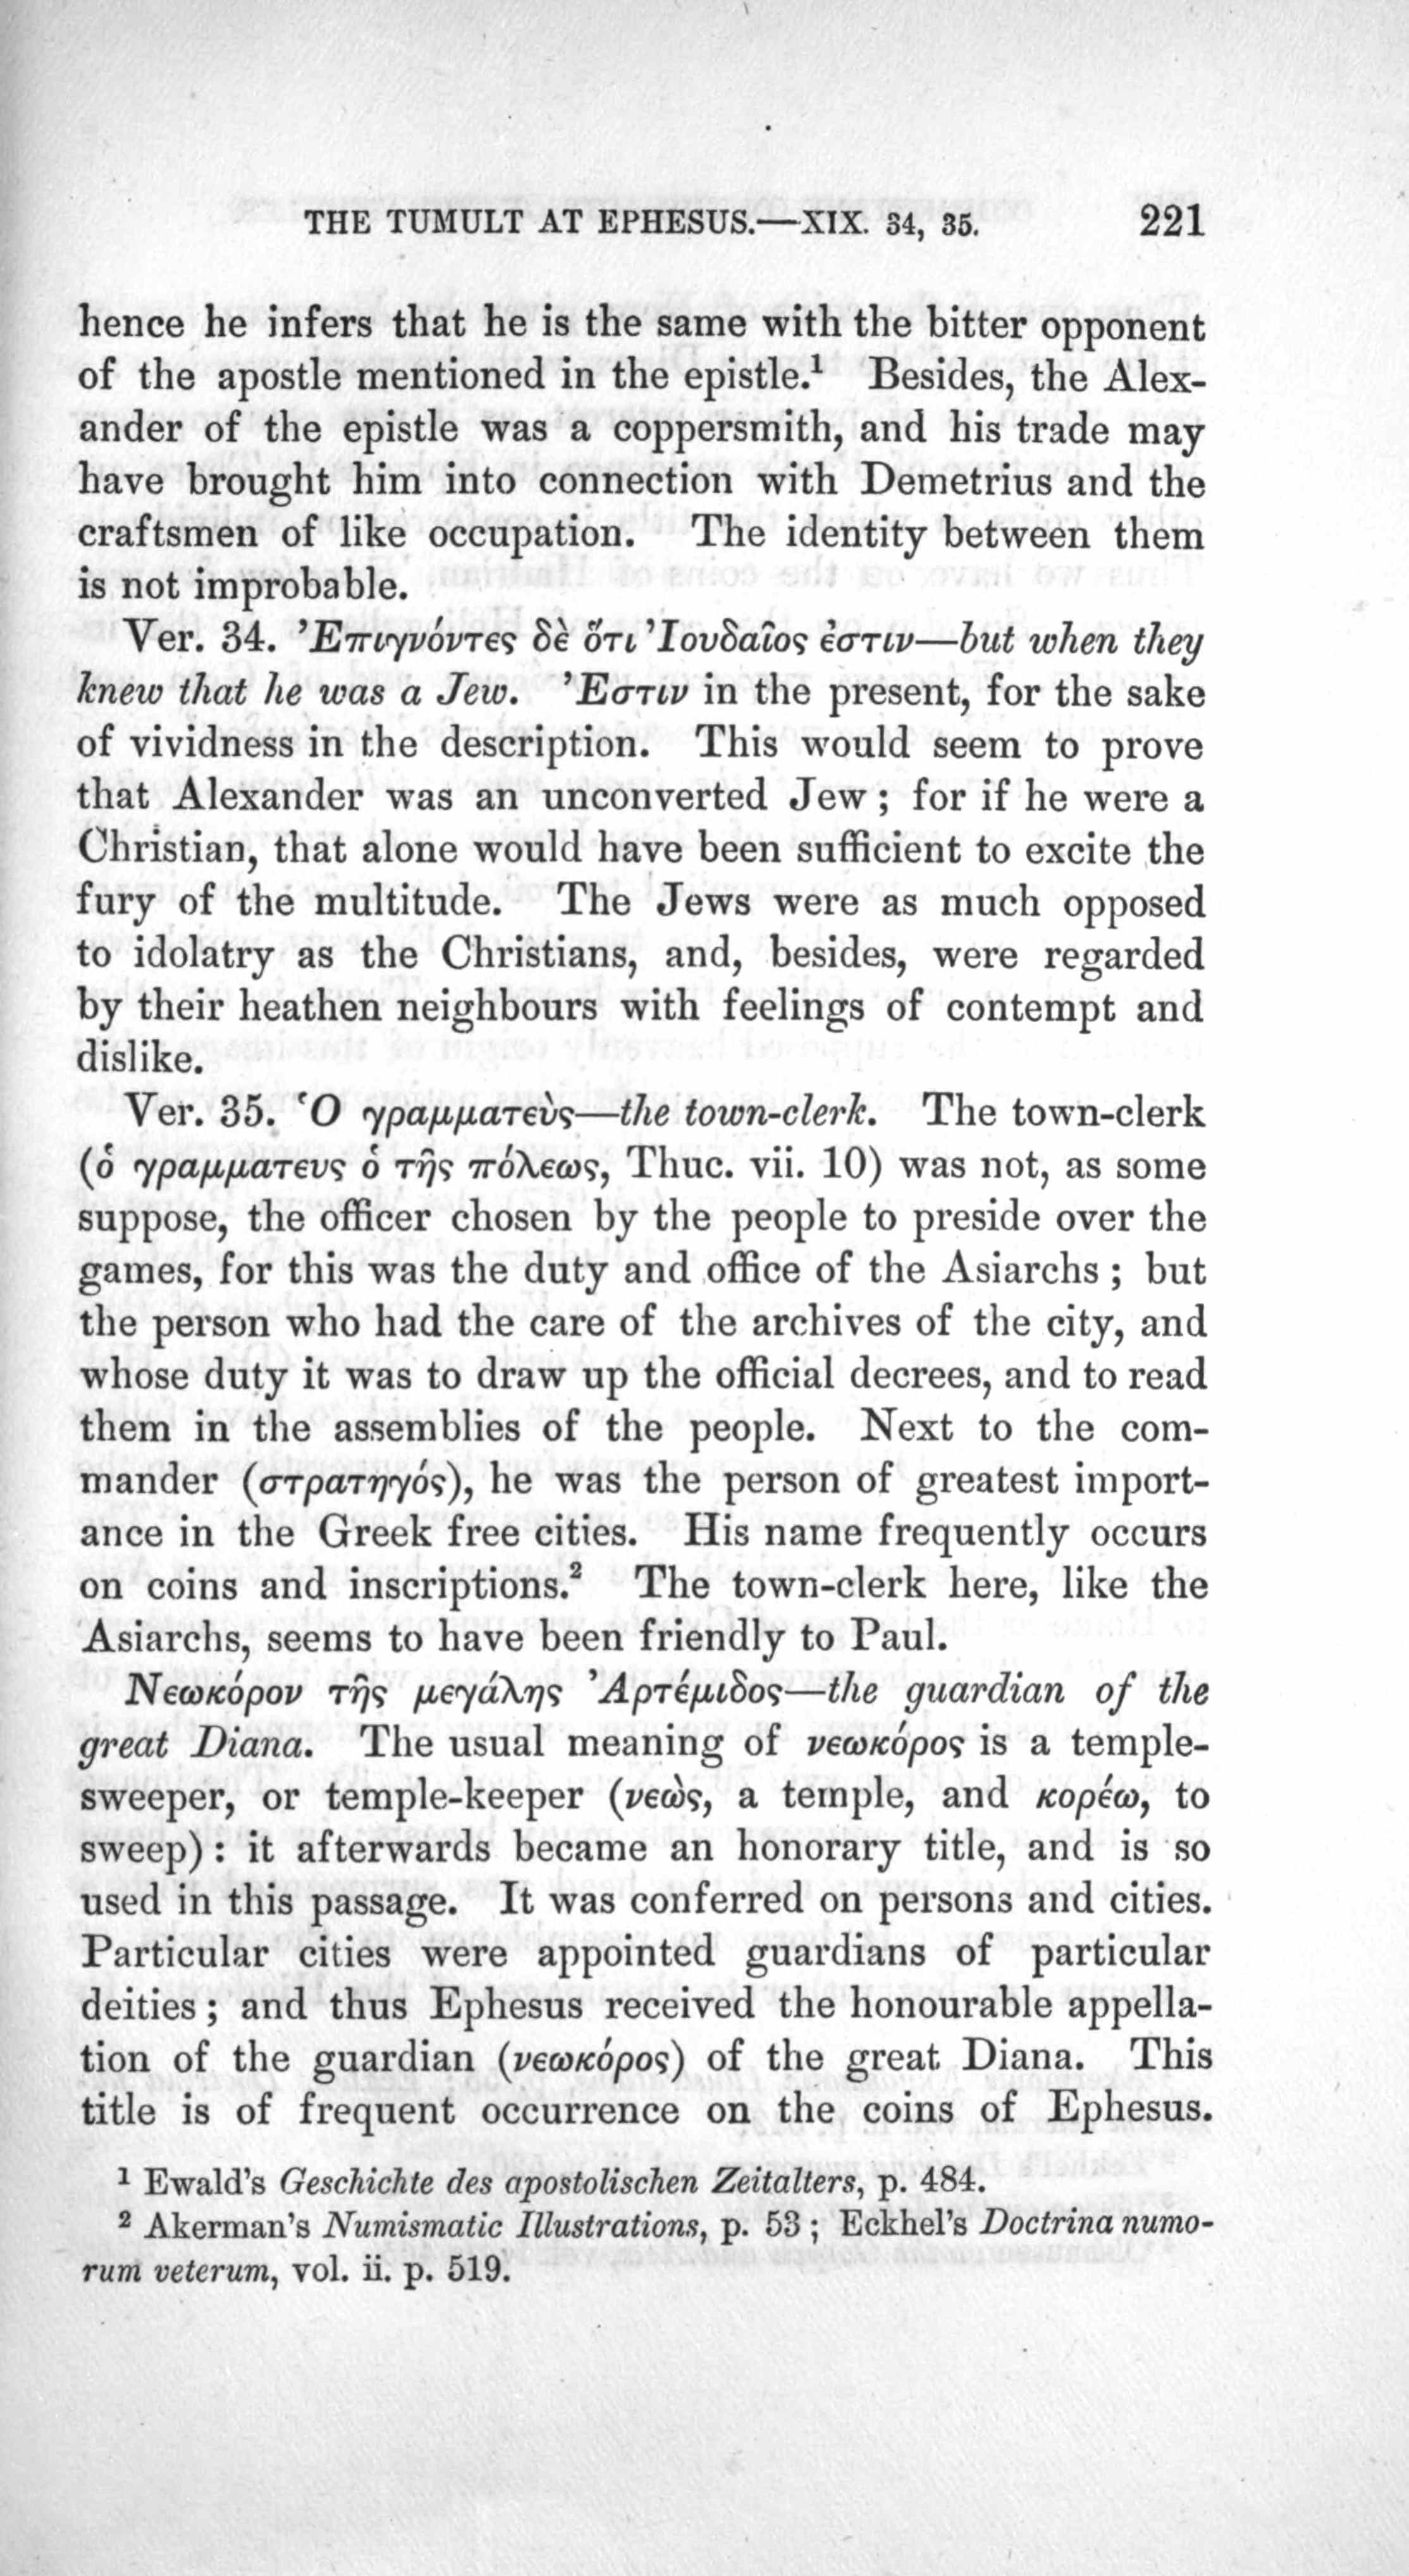 THE TUMULT AT EPHESUS.—XIX. 34, 35. 221
hence he infers that he is the same with the bitter opponent
of the apostle mentioned in the epistle.¹ Besides, the Alex-
ander of the epistle was a coppersmith, and his trade may
have brought him into connection with Demetrius and the
craftsmen of like occupation. The identity between them
is not improbable.
Ver. 34. Ἐπιγνόντες δὲ ὅτι Ἰουδαῖος ἐστιν—but when they
knew that he was a Jew. Ἐστιν in the present, for the sake
of vividness in the description. This would seem to prove
that Alexander was an unconverted Jew; for if he were a
Christian, that alone would have been sufficient to excite the
fury of the multitude. The Jews were as much opposed
to idolatry as the Christians, and, besides, were regarded
by their heathen neighbours with feelings of contempt and
dislike.
Ver. 35. Ὁ γραμματεὺς—the town-clerk. The town-clerk
(ὁ γραμματευς ὁ τῆς πόλεως, Thuc. vii. 10) was not, as some
suppose, the officer chosen by the people to preside over the
games, for this was the duty and office of the Asiarchs; but
the person who had the care of the archives of the city, and
whose duty it was to draw up the official decrees, and to read
them in the assemblies of the people. Next to the com-
mander (στρατηγός), he was the person of greatest import-
ance in the Greek free cities. His name frequently occurs
on coins and inscriptions.² The town-clerk here, like the
Asiarchs, seems to have been friendly to Paul.
Νεωκόρον τῆς μεγάλης Ἀρτέμιδος—the guardian of the
great Diana. The usual meaning of νεωκόρος is a temple-
sweeper, or temple-keeper (νεὼς, a temple, and κορέω, to
sweep): it afterwards became an honorary title, and is so
used in this passage. It was conferred on persons and cities.
Particular cities were appointed guardians of particular
deities; and thus Ephesus received the honourable appella-
tion of the guardian (νεωκόρος) of the great Diana. This
title is of frequent occurrence on the coins of Ephesus.
¹ Ewald's Geschichte des apostolischen Zeitalters, p. 484.
² Akerman's Numismatic Illustrations, p. 53; Eckhel's Doctrina numo-
rum veterum, vol. ii. p. 519.